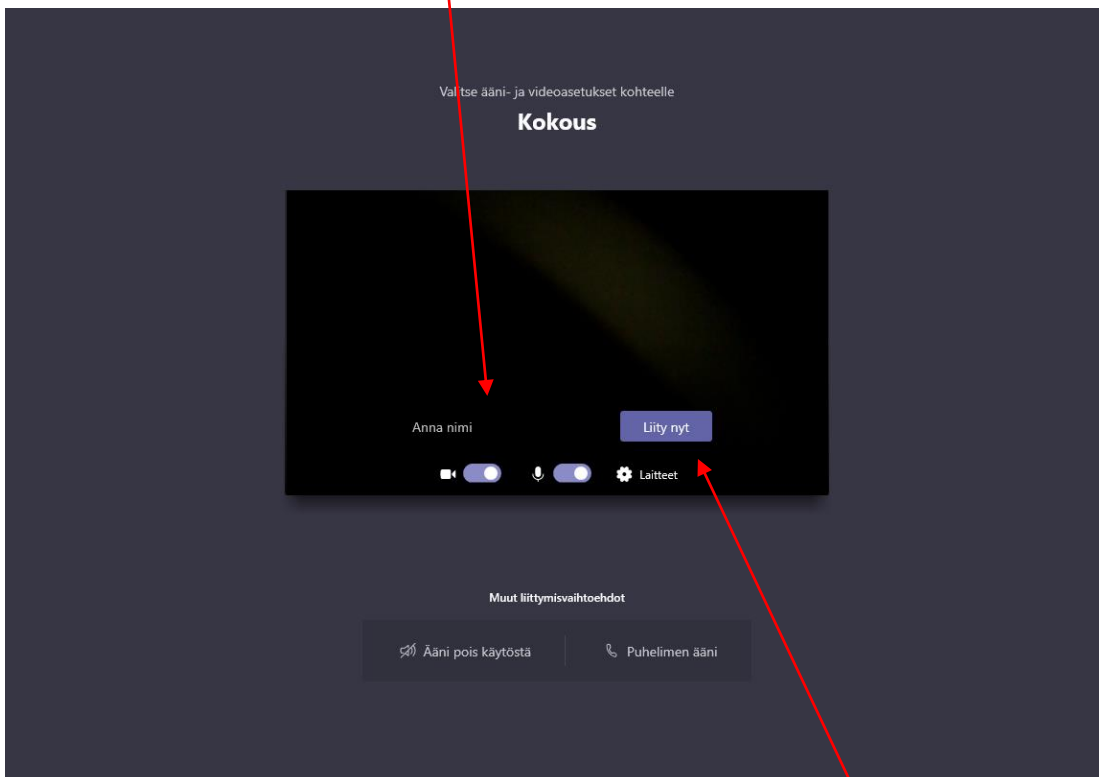 Valitse ääni- ja videoasetukset kohteelle
Kokous
Anna nimi
Liity nyt
Laitteet
Muut liittymisvaihtoehdot
Ääni pois käytöstä
Puhelimen ääni